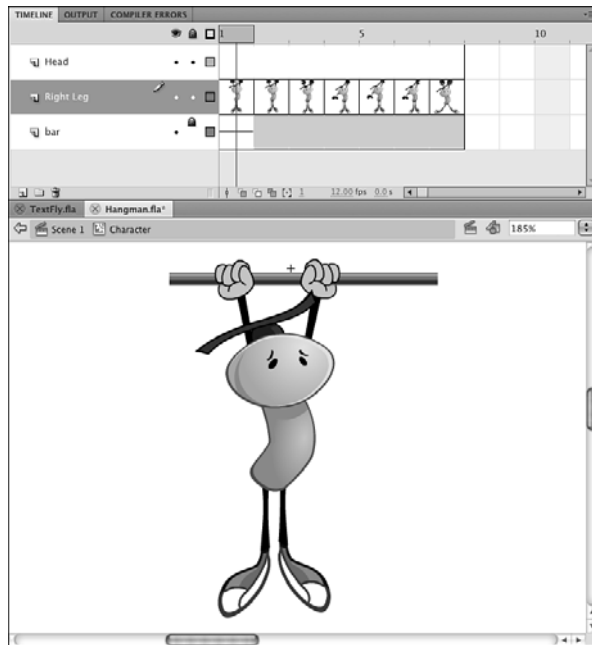 TIMELINE OUTPUT COMPILER ERRORS
1 5 10
Head
Right Leg
bar
1 12.00 fps 0.0 s
TextFly.fla Hangman.fla*
Scene 1 Character 185%